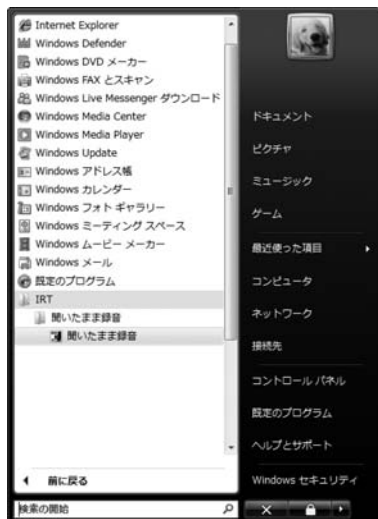 Internet Explorer
Windows Defender
Windows DVD メーカー
Windows FAX とスキャン
Windows Live Messenger ダウンロード
Windows Media Center
Windows Media Player
Windows Update
Windows アドレス帳
Windows カレンダー
Windows フォト ギャラリー
Windows ミーティング スペース
Windows ムービー メーカー
Windows メール
既定のプログラム
IRT
聞いたまま録音
聞いたまま録音
前に戻る
検索の開始
ドキュメント
ピクチャ
ミュージック
ゲーム
最近使った項目
コンピュータ
ネットワーク
接続先
コントロール パネル
既定のプログラム
ヘルプとサポート
Windows セキュリティ